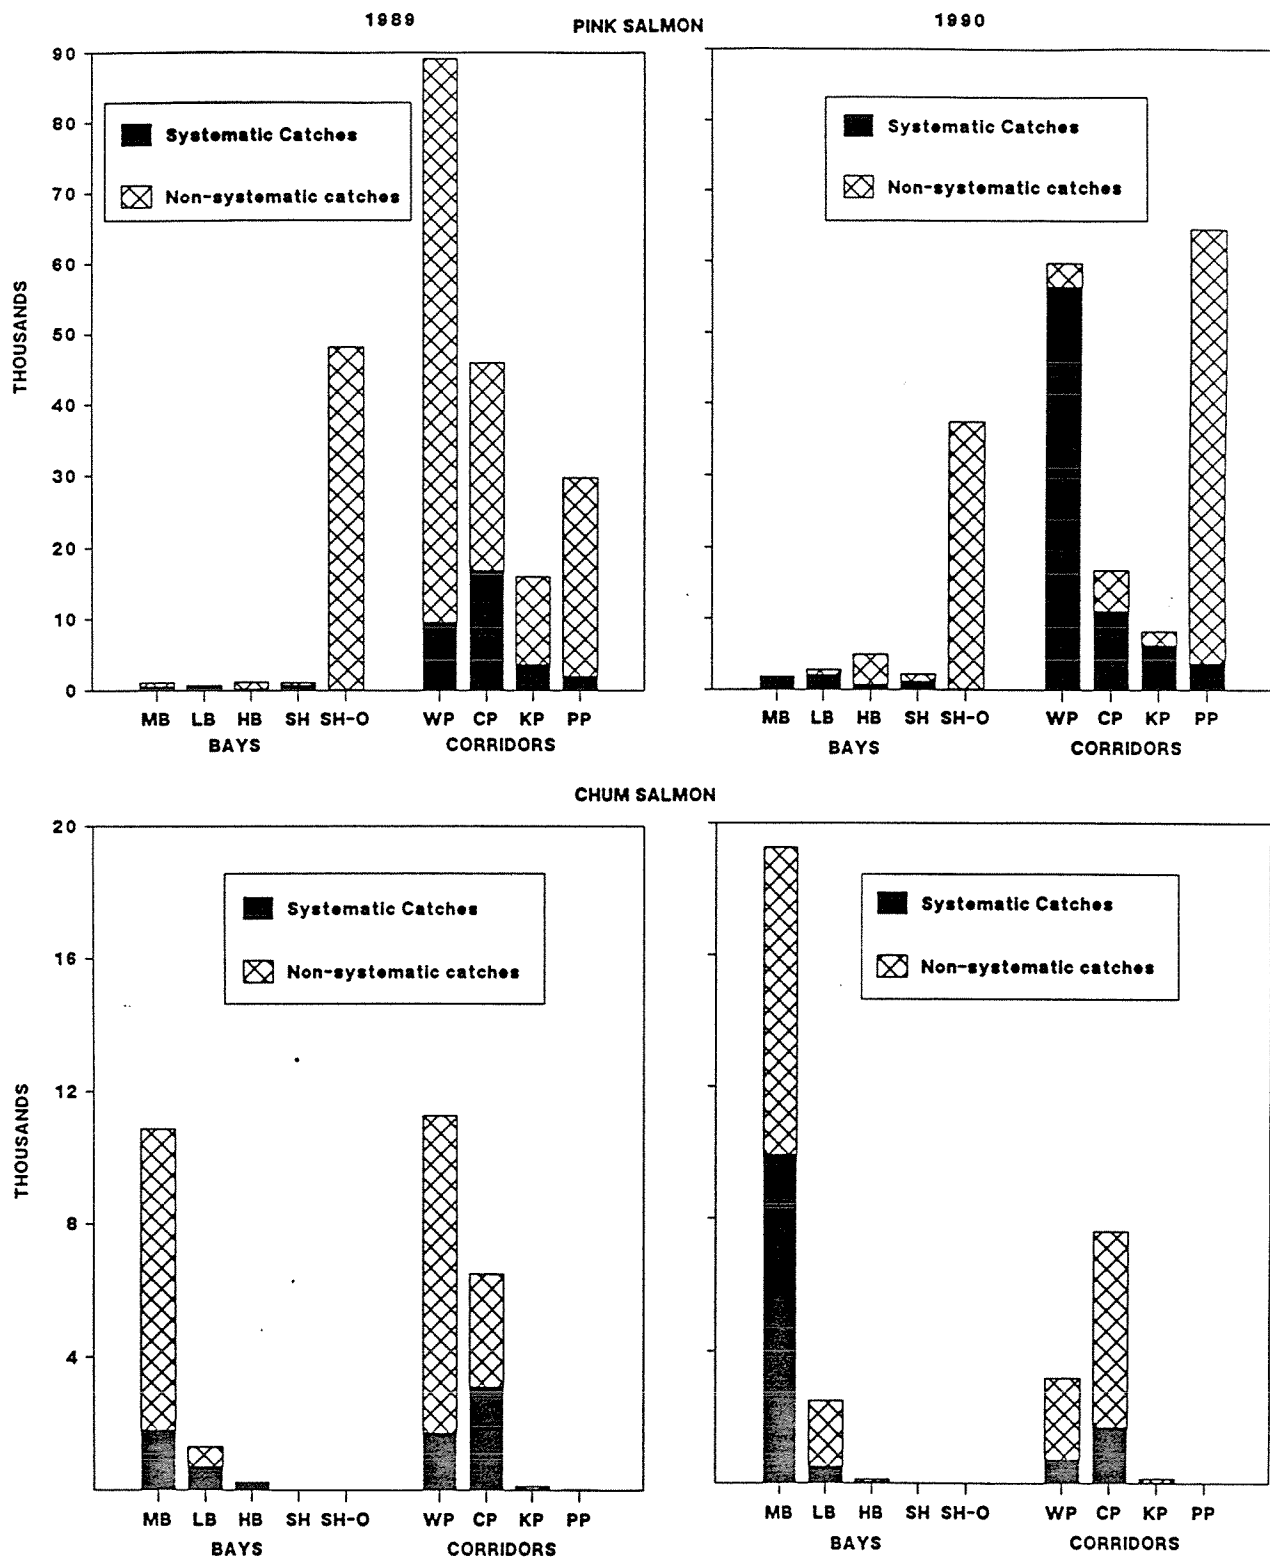 1989
PINK SALMON
1990
90
80
70
60
50
40
30
20
10
0
THOUSANDS
Systematic Catches
Non-systematic catches
MB LB HB SH SH-O WP CP KP PP
BAYS CORRIDORS
Systematic Catches
Non-systematic catches
MB LB HB SH SH-O WP CP KP PP
BAYS CORRIDORS
CHUM SALMON
20
16
12
8
4
THOUSANDS
Systematic Catches
Non-systematic catches
MB LB HB SH SH-O WP CP KP PP
BAYS CORRIDORS
Systematic Catches
Non-systematic catches
MB LB HB SH SH-O WP CP KP PP
BAYS CORRIDORS